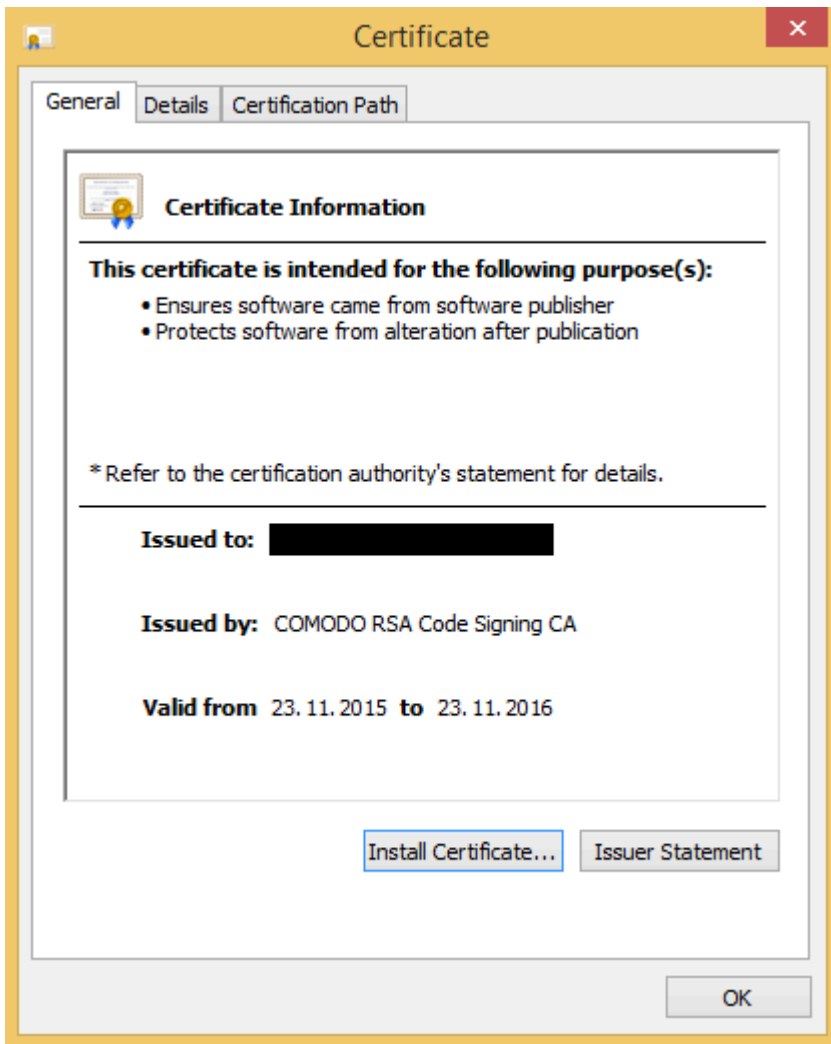 Certificate
General Details Certification Path
Certificate Information
This certificate is intended for the following purpose(s):
• Ensures software came from software publisher
• Protects software from alteration after publication
* Refer to the certification authority's statement for details.
Issued to:
Issued by: COMODO RSA Code Signing CA
Valid from 23. 11. 2015 to 23. 11. 2016
Install Certificate... Issuer Statement
OK